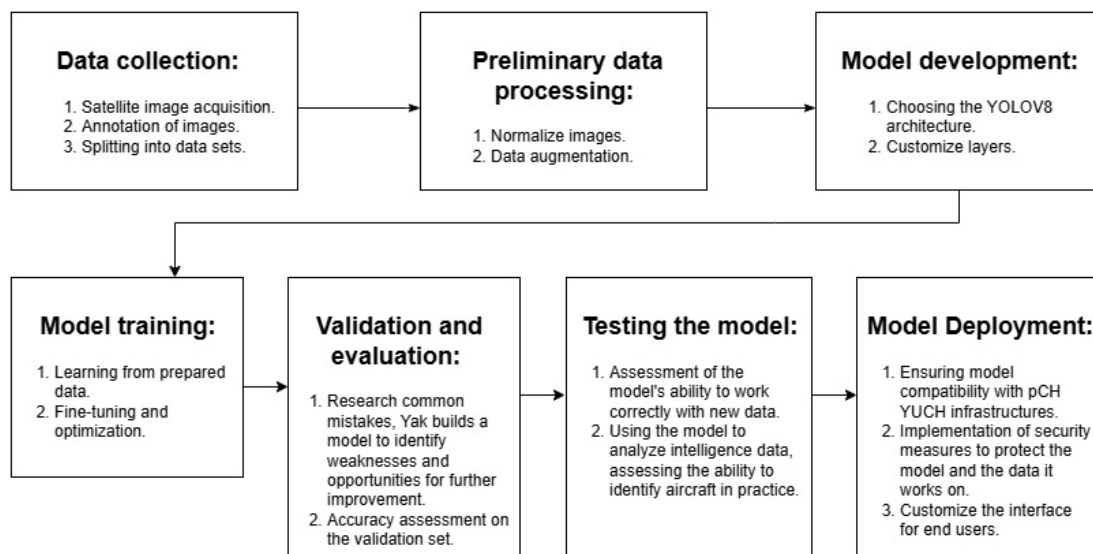 Data collection:
1. Satellite image acquisition.
2. Annotation of images.
3. Splitting into data sets.
Preliminary data
processing:
1. Normalize images.
2. Data augmentation.
Model development:
1. Choosing the YOLOV8
architecture.
2. Customize layers.
Model training:
1. Learning from prepared
data.
2. Fine-tuning and
optimization.
Validation and
evaluation:
1. Research common
mistakes, Yak builds a
model to identify
weaknesses and
opportunities for further
improvement.
2. Accuracy assessment on
the validation set.
Testing the model:
1. Assessment of the
model's ability to work
correctly with new data.
2. Using the model to
analyze intelligence data,
assessing the ability to
identify aircraft in practice.
Model Deployment:
1. Ensuring model
compatibility with pCH
YUCH infrastructures.
2. Implementation of security
measures to protect the
model and the data it
works on.
3. Customize the interface
for end users.